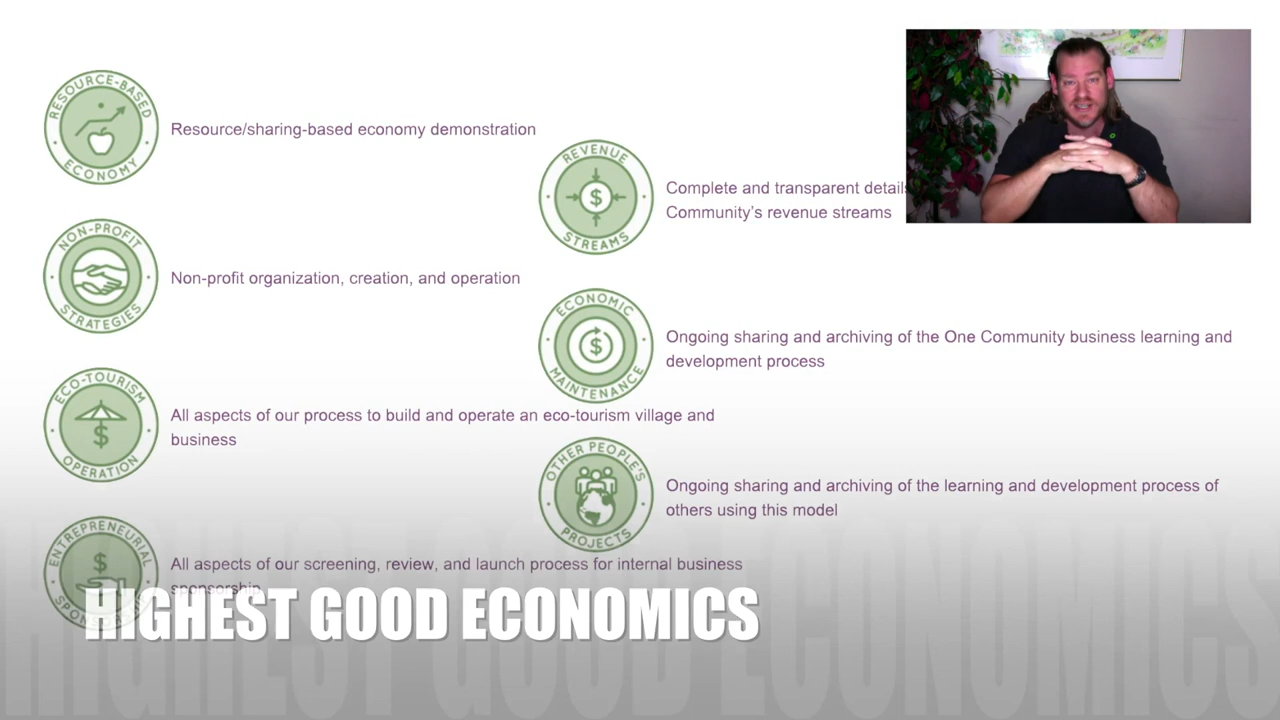 RESOURCE-BASED
ECONOMY
Resource/sharing-based economy demonstration
NON-PROFIT
STRATEGIES
Non-profit organization, creation, and operation
ECO-TOURISM
OPERATION
All aspects of our process to build and operate an eco-tourism village and
business
ENTREPRENEURIAL
All aspects of our screening, review, and launch process for internal business
sponsorship
REVENUE
STREAMS
Complete and transparent details
Community's revenue streams
ECONOMIC
MAINTENANCE
Ongoing sharing and archiving of the One Community business learning and
development process
OTHER PEOPLE'S
PROJECTS
Ongoing sharing and archiving of the learning and development process of
others using this model
HIGHEST GOOD ECONOMICS
HIGHEST GOOD ECONOMICS